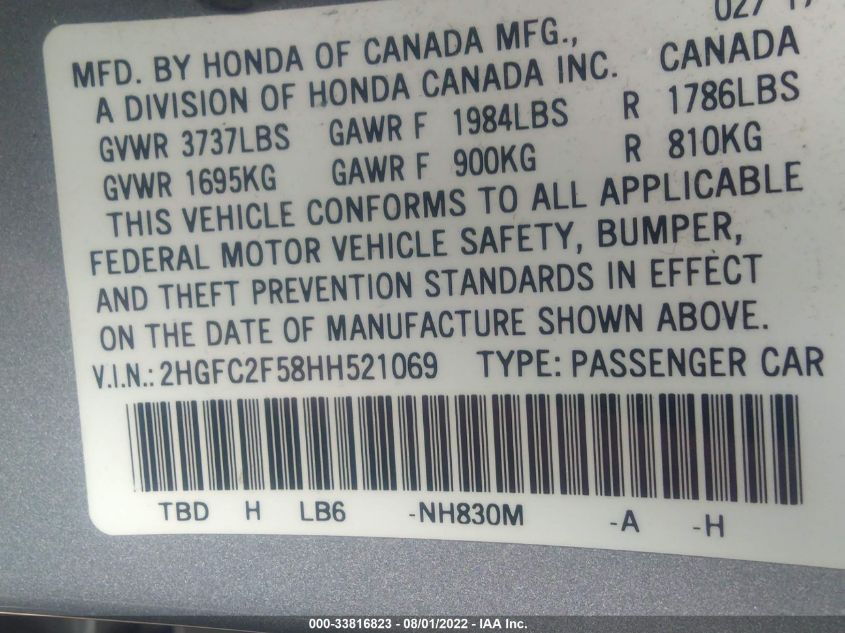 MFD. BY HONDA OF CANADA MFG.,
A DIVISION OF HONDA CANADA INC. CANADA
GVWR 3737LBS GAWR F 1984LBS R 1786LBS
GVWR 1695KG GAWR F 900KG R 810KG
THIS VEHICLE CONFORMS TO ALL APPLICABLE
FEDERAL MOTOR VEHICLE SAFETY, BUMPER,
AND THEFT PREVENTION STANDARDS IN EFFECT
ON THE DATE OF MANUFACTURE SHOWN ABOVE.
V.I.N.: 2HGFC2F58HH521069 TYPE: PASSENGER CAR
TBD H LB6 -NH830M -A -H
000-33816823 - 08/01/2022 - IAA Inc.